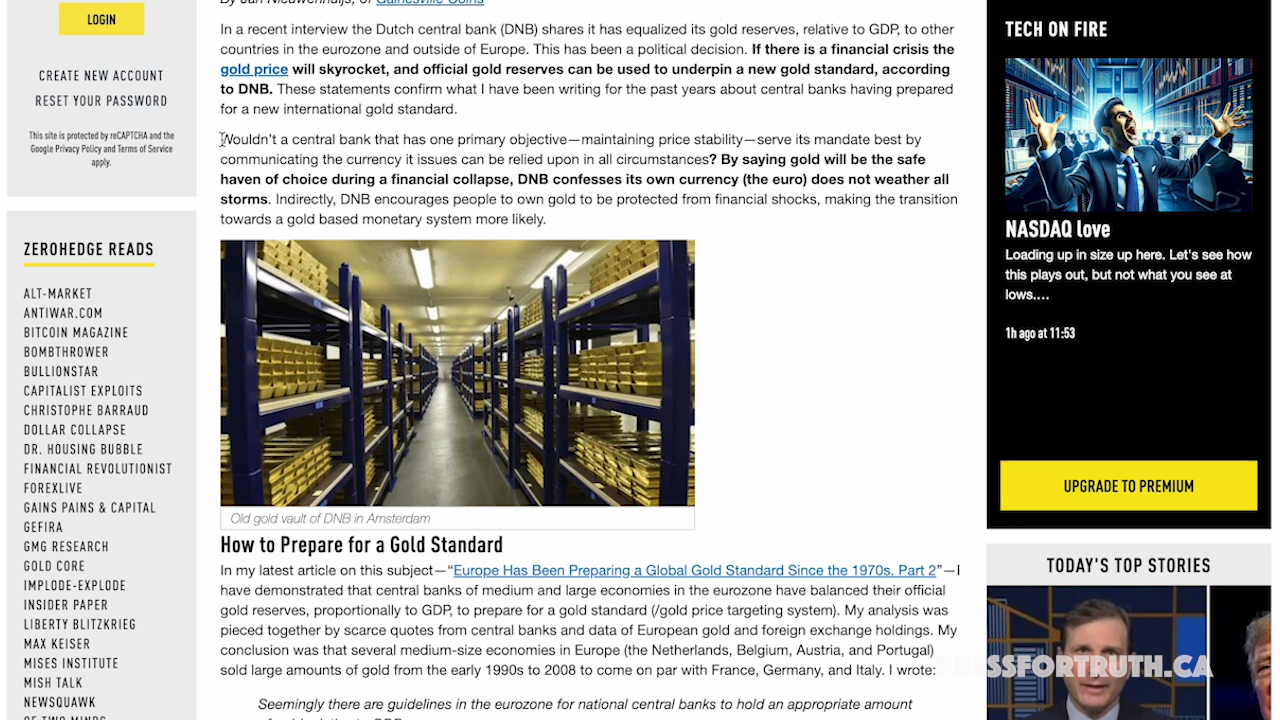 LOGIN
CREATE NEW ACCOUNT
RESET YOUR PASSWORD
This site is protected by reCAPTCHA and the
Google Privacy Policy and Terms of Service
apply.
ZEROHEDGE READS
ALT-MARKET
ANTIWAR.COM
BITCOIN MAGAZINE
BOMBTHROWER
BULLIONSTAR
CAPITALIST EXPLOITS
CHRISTOPHE BARRAUD
DOLLAR COLLAPSE
DR. HOUSING BUBBLE
FINANCIAL REVOLUTIONIST
FOREXLIVE
GAINS PAINS & CAPITAL
GEFIRA
GMG RESEARCH
GOLD CORE
IMPLODE-EXPLODE
INSIDER PAPER
LIBERTY BLITZKRIEG
MAX KEISER
MISES INSTITUTE
MISH TALK
NEWSQUAWK
OF TWO MINDS
By Jan Nieuwenhuijs, of Gainesville Coins
In a recent interview the Dutch central bank (DNB) shares it has equalized its gold reserves, relative to GDP, to other
countries in the eurozone and outside of Europe. This has been a political decision. If there is a financial crisis the
gold price will skyrocket, and official gold reserves can be used to underpin a new gold standard, according
to DNB. These statements confirm what I have been writing for the past years about central banks having prepared
for a new international gold standard.
Wouldn't a central bank that has one primary objective—maintaining price stability—serve its mandate best by
communicating the currency it issues can be relied upon in all circumstances? By saying gold will be the safe
haven of choice during a financial collapse, DNB confesses its own currency (the euro) does not weather all
storms. Indirectly, DNB encourages people to own gold to be protected from financial shocks, making the transition
towards a gold based monetary system more likely.
Old gold vault of DNB in Amsterdam
How to Prepare for a Gold Standard
In my latest article on this subject—“Europe Has Been Preparing a Global Gold Standard Since the 1970s. Part 2”—I
have demonstrated that central banks of medium and large economies in the eurozone have balanced their official
gold reserves, proportionally to GDP, to prepare for a gold standard (/gold price targeting system). My analysis was
pieced together by scarce quotes from central banks and data of European gold and foreign exchange holdings. My
conclusion was that several medium-size economies in Europe (the Netherlands, Belgium, Austria, and Portugal)
sold large amounts of gold from the early 1990s to 2008 to come on par with France, Germany, and Italy. I wrote:
Seemingly there are guidelines in the eurozone for national central banks to hold an appropriate amount
TECH ON FIRE
NASDAQ love
Loading up in size up here. Let's see how
this plays out, but not what you see at
lows....
1h ago at 11:53
UPGRADE TO PREMIUM
TODAY'S TOP STORIES
PRESSFORTRUTH.CA